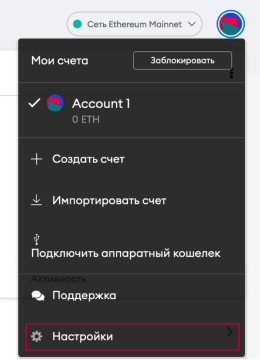 Сеть Ethereum Mainnet
Мои счета
Заблокировать
Account 1
0 ETH
Создать счет
Импортировать счет
Подключить аппаратный кошелек
Активность
Поддержка
Настройки